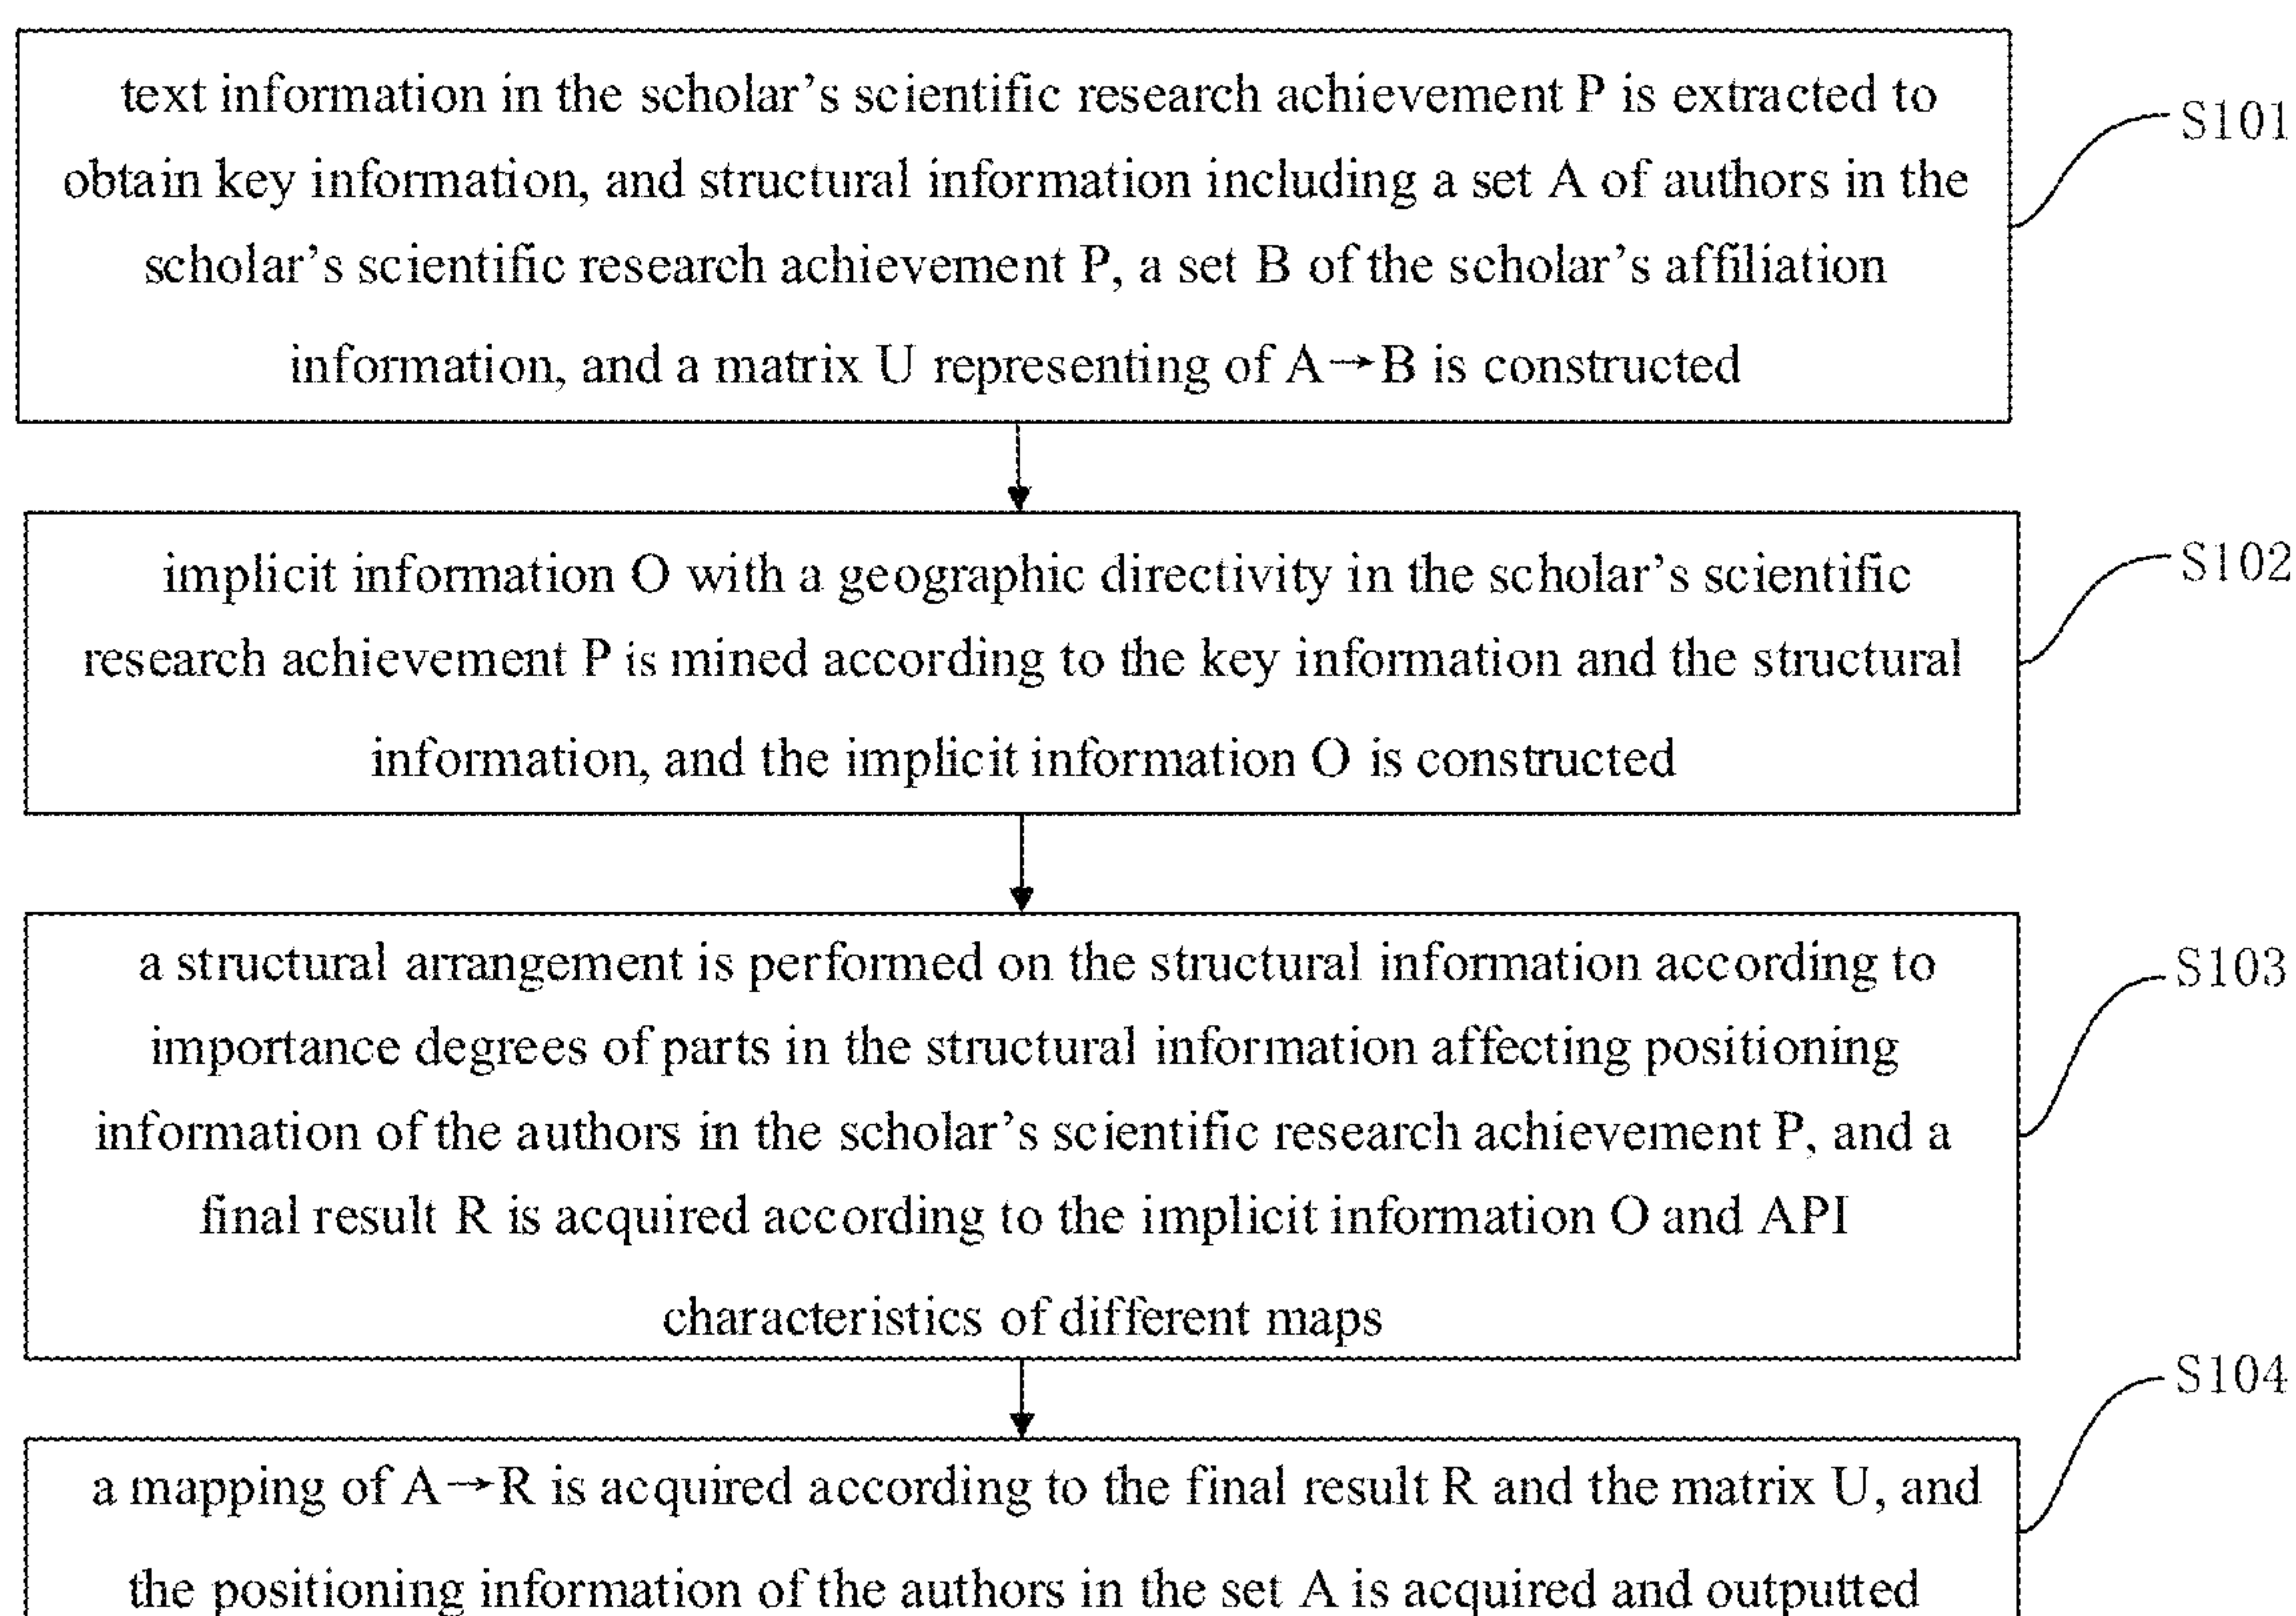 text information in the scholar’s scientific research achievement P is extracted to
obtain key information, and structural information including a set A of authors in the
scholar’s scientific research achievement P, a set B of the scholar’s affiliation
information, and a matrix U representing of A→B is constructed
S101
implicit information O with a geographic directivity in the scholar’s scientific
research achievement P is mined according to the key information and the structural
information, and the implicit information O is constructed
S102
a structural arrangement is performed on the structural information according to
importance degrees of parts in the structural information affecting positioning
information of the authors in the scholar’s scientific research achievement P, and a
final result R is acquired according to the implicit information O and API
characteristics of different maps
S103
a mapping of A→R is acquired according to the final result R and the matrix U, and
the positioning information of the authors in the set A is acquired and outputted
S104